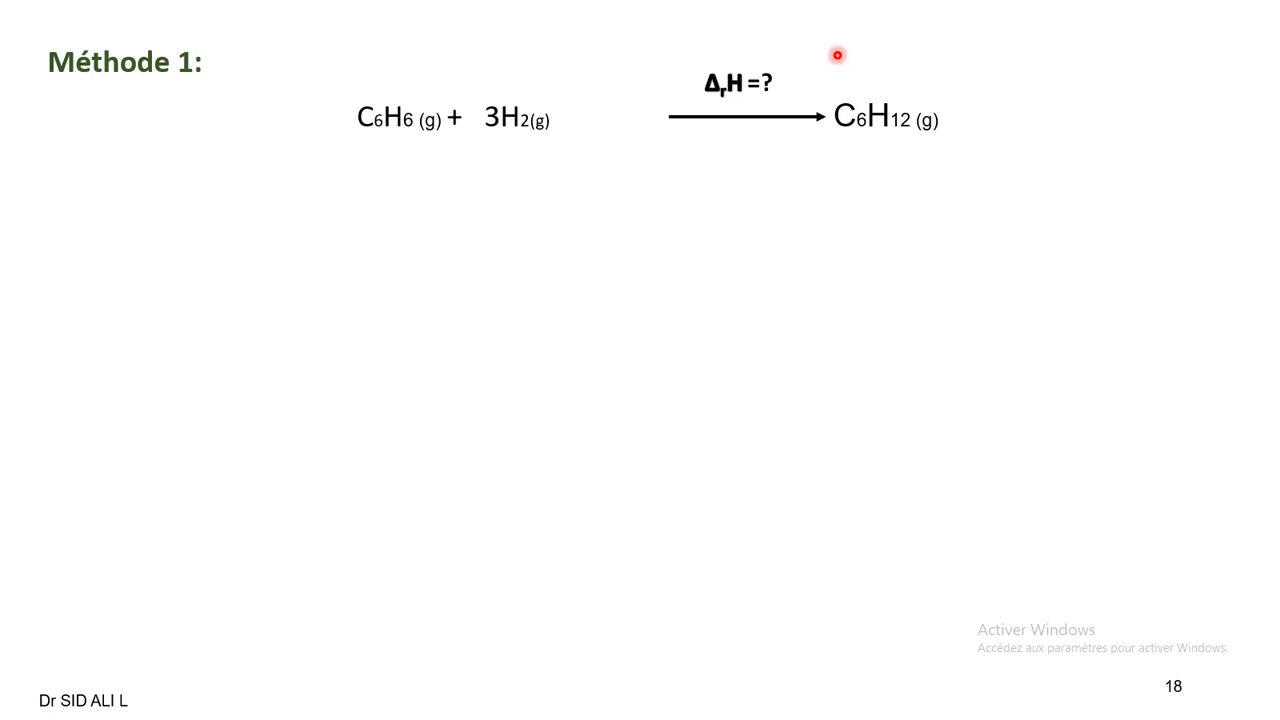 Méthode 1:
ΔrH =?
C6H6 (g) + 3H2(g) C6H12 (g)
Activer Windows
Accédez aux paramètres pour activer Windows.
18
Dr SID ALI L